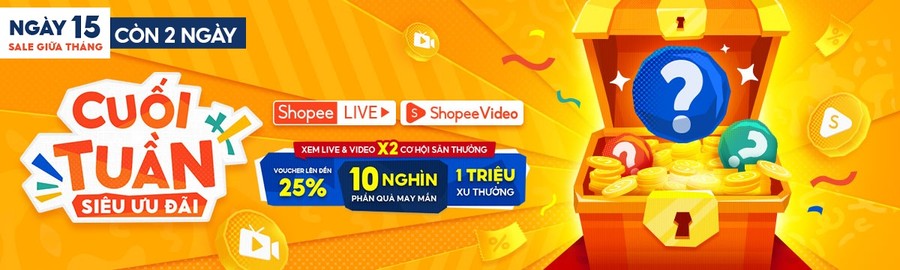 NGÀY 15
SALE GIỮA THÁNG
CÒN 2 NGÀY
CUỐI
TUẦN
SIÊU ƯU ĐÃI
Shopee LIVE
S ShopeeVideo
XEM LIVE & VIDEO X2 CƠ HỘI SĂN THƯỞNG
VOUCHER LÊN ĐẾN
25%
10 NGHÌN
PHẦN QUÀ MAY MẮN
1 TRIỆU
XU THƯỞNG
?
?
?
S
%